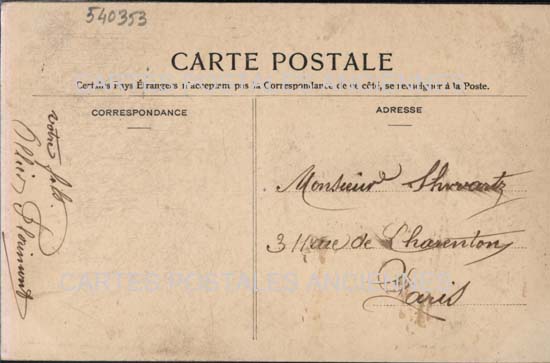 540353
CARTE POSTALE
Certains Pays Étrangers n'acceptent pas la Correspondance de ce côté, se renseigner à la Poste.
CORRESPONDANCE
ADRESSE
votre
Monsieur Shwartz
3 Rue de Charenton
Paris
CARTES POSTALES ANCIENNES